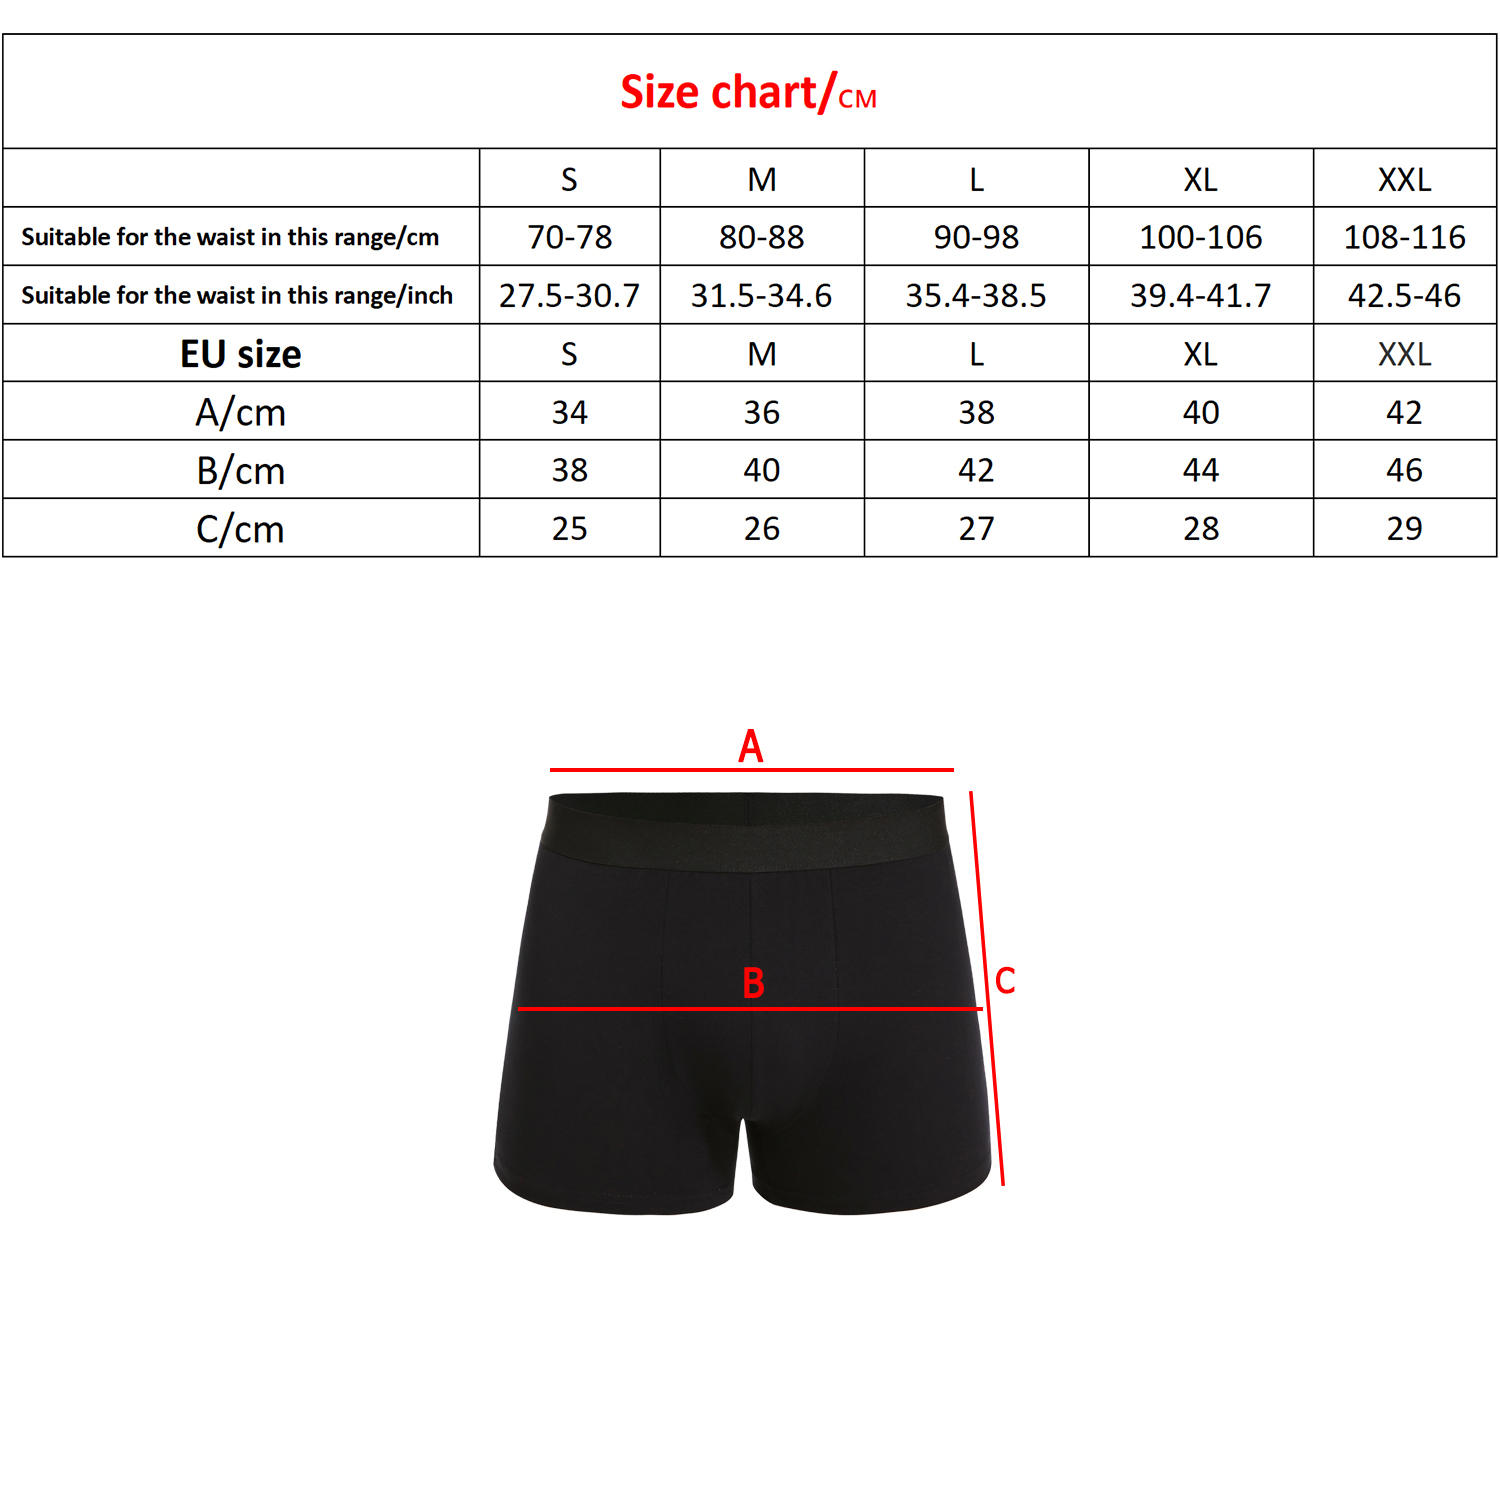 Size chart/CM
S M L XL XXL
Suitable for the waist in this range/cm 70-78 80-88 90-98 100-106 108-116
Suitable for the waist in this range/inch 27.5-30.7 31.5-34.6 35.4-38.5 39.4-41.7 42.5-46
EU size S M L XL XXL
A/cm 34 36 38 40 42
B/cm 38 40 42 44 46
C/cm 25 26 27 28 29
A
B
C